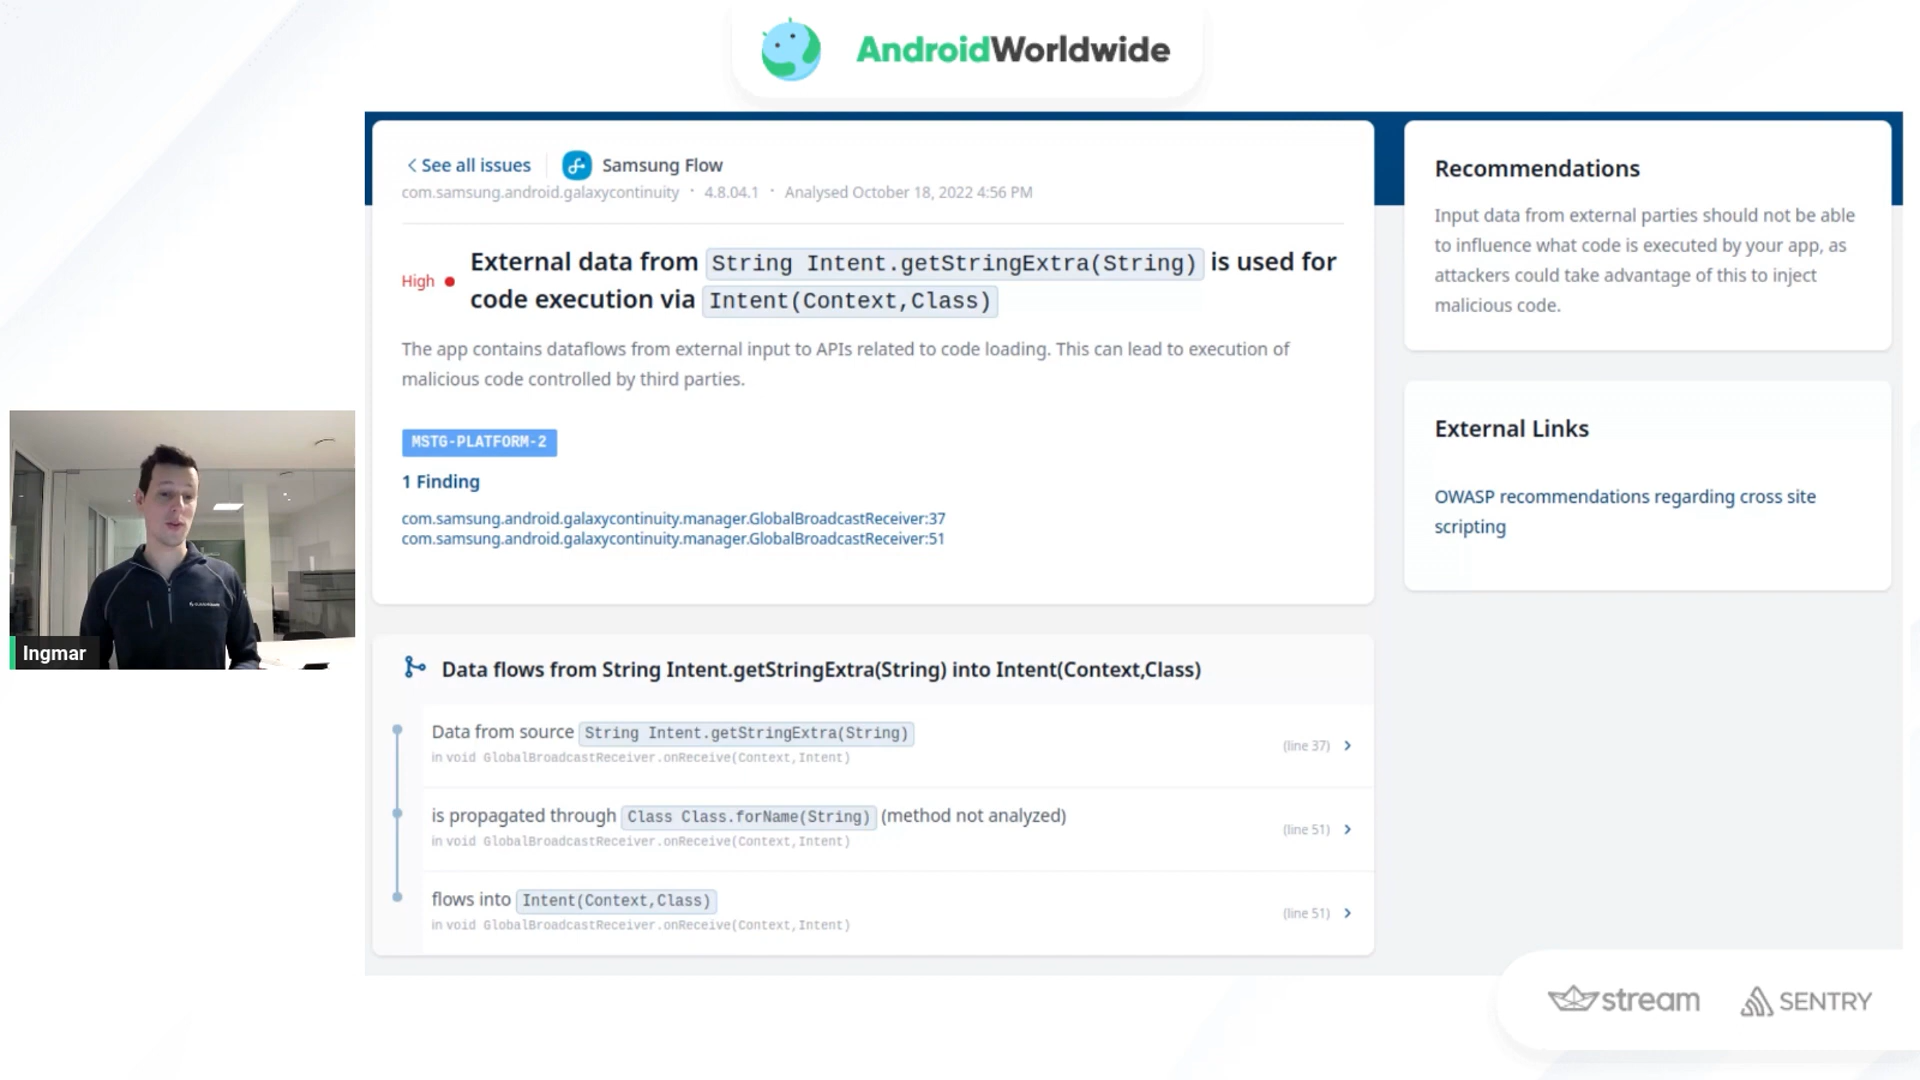 AndroidWorldwide
See all issues
Samsung Flow
com.samsung.android.galaxycontinuity · 4.8.04.1 · Analysed October 18, 2022 4:56 PM
High
External data from String Intent.getStringExtra(String) is used for
code execution via Intent(Context,Class)
The app contains dataflows from external input to APIs related to code loading. This can lead to execution of
malicious code controlled by third parties.
MSTG-PLATFORM-2
1 Finding
com.samsung.android.galaxycontinuity.manager.GlobalBroadcastReceiver:37
com.samsung.android.galaxycontinuity.manager.GlobalBroadcastReceiver:51
Data flows from String Intent.getStringExtra(String) into Intent(Context,Class)
Data from source String Intent.getStringExtra(String)
in void GlobalBroadcastReceiver.onReceive(Context,Intent)
(line 37)
is propagated through Class Class.forName(String) (method not analyzed)
in void GlobalBroadcastReceiver.onReceive(Context,Intent)
(line 51)
flows into Intent(Context,Class)
in void GlobalBroadcastReceiver.onReceive(Context,Intent)
(line 51)
Recommendations
Input data from external parties should not be able
to influence what code is executed by your app, as
attackers could take advantage of this to inject
malicious code.
External Links
OWASP recommendations regarding cross site
scripting
Ingmar
stream
SENTRY